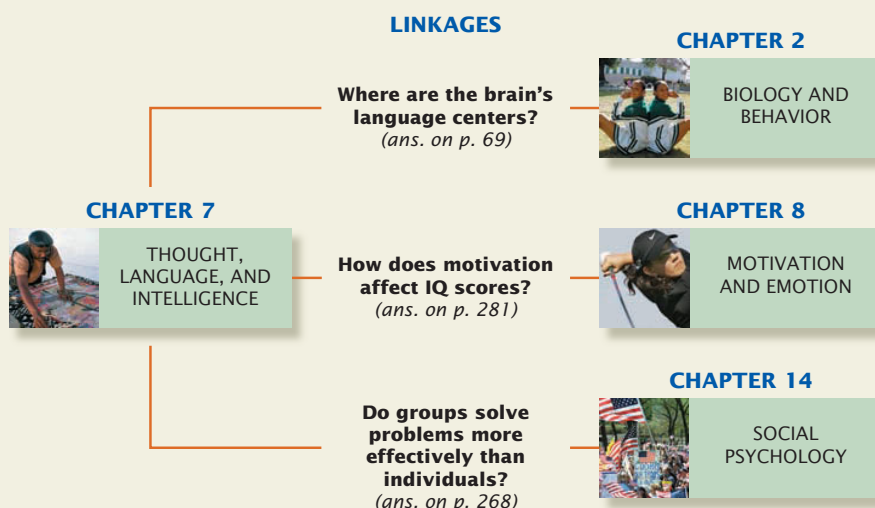 LINKAGES
CHAPTER 2
Where are the brain's
language centers?
(ans. on p. 69)
BIOLOGY AND
BEHAVIOR
CHAPTER 7
THOUGHT,
LANGUAGE, AND
INTELLIGENCE
CHAPTER 8
How does motivation
affect IQ scores?
(ans. on p. 281)
MOTIVATION
AND EMOTION
CHAPTER 14
Do groups solve
problems more
effectively than
individuals?
(ans. on p. 268)
SOCIAL
PSYCHOLOGY